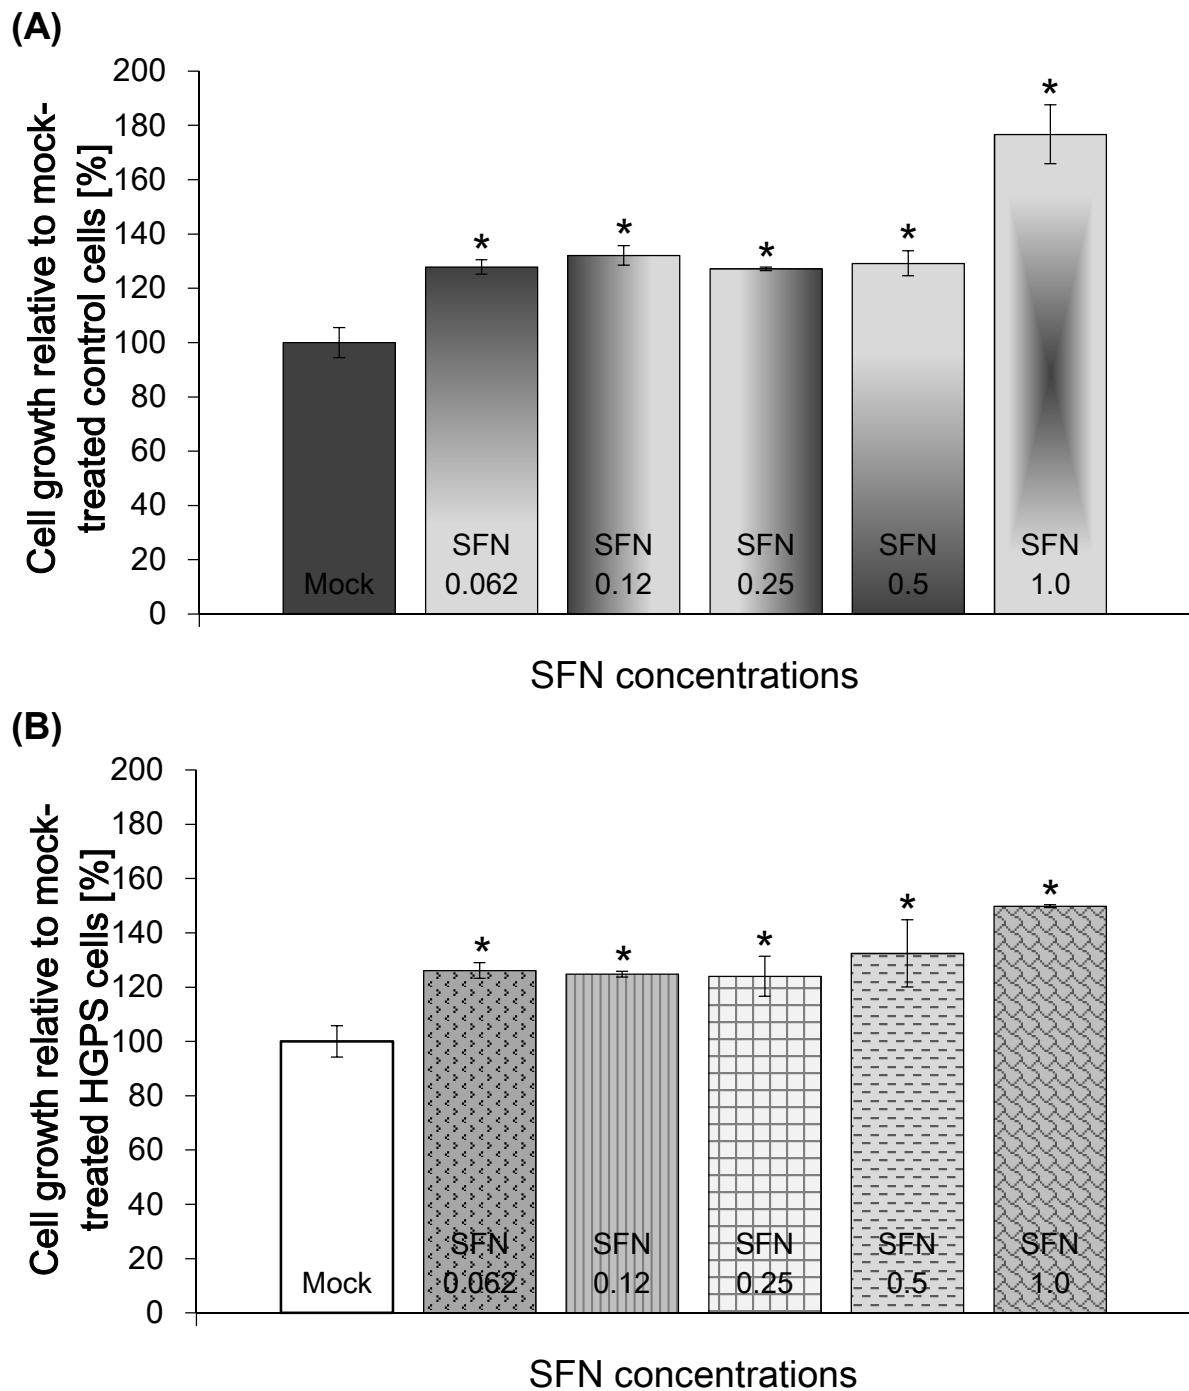 (A)
Cell growth relative to mock-
treated control cells [%]
200
180
160
140
120
100
80
60
40
20
0
* * * * *
Mock
SFN
0.062
SFN
0.12
SFN
0.25
SFN
0.5
SFN
1.0
SFN concentrations
(B)
Cell growth relative to mock-
treated HGPS cells [%]
200
180
160
140
120
100
80
60
40
20
0
* * * * *
Mock
SFN
0.062
SFN
0.12
SFN
0.25
SFN
0.5
SFN
1.0
SFN concentrations